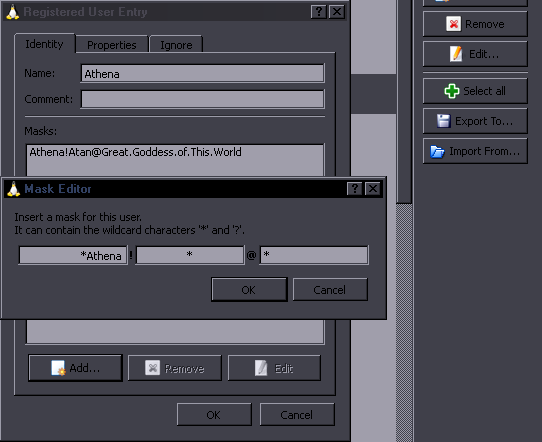 Registered User Entry
Identity Properties Ignore
Name: Athena
Comment:
Masks:
Athena!Atan@Great.Goddess.of.This.World
Mask Editor
Insert a mask for this user.
It can contain the wildcard characters '*' and '?'.
*Athena ! * @ *
OK Cancel
Add... Remove Edit
OK Cancel
Remove
Edit...
Select all
Export To...
Import From...